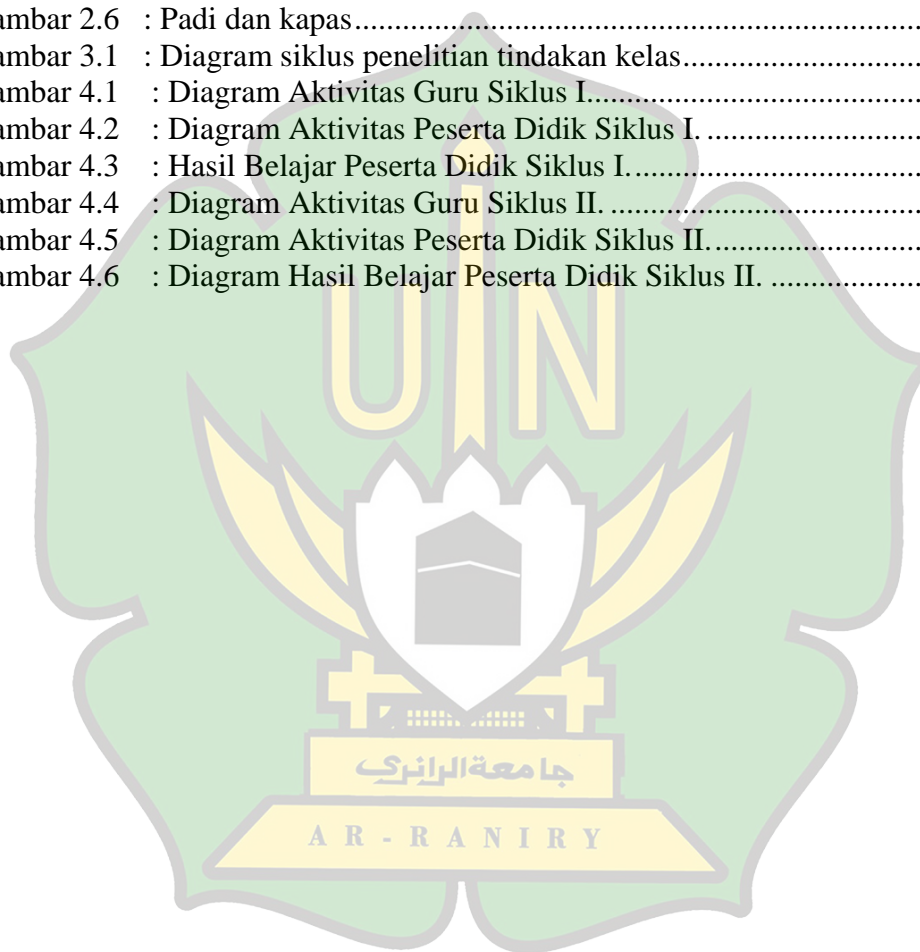 ambar 2.6 : Padi dan kapas........................................................................
ambar 3.1 : Diagram siklus penelitian tindakan kelas..................................
ambar 4.1 : Diagram Aktivitas Guru Siklus I..............................................
ambar 4.2 : Diagram Aktivitas Peserta Didik Siklus I. ..............................
ambar 4.3 : Hasil Belajar Peserta Didik Siklus I.........................................
ambar 4.4 : Diagram Aktivitas Guru Siklus II. ...........................................
ambar 4.5 : Diagram Aktivitas Peserta Didik Siklus II..............................
ambar 4.6 : Diagram Hasil Belajar Peserta Didik Siklus II. .....................
UIN
جامعةالرانري
AR-RANIRY